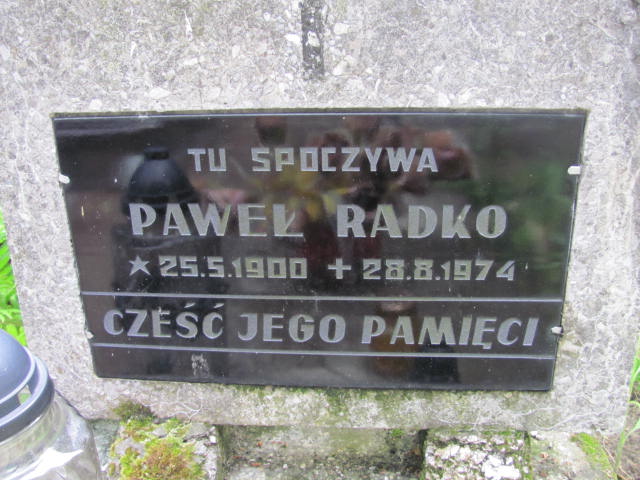 TU SPOCZYWA
PAWEŁ RADKO
★ 25.5.1900 + 28.8.1974
CZEŚĆ JEGO PAMIĘCI